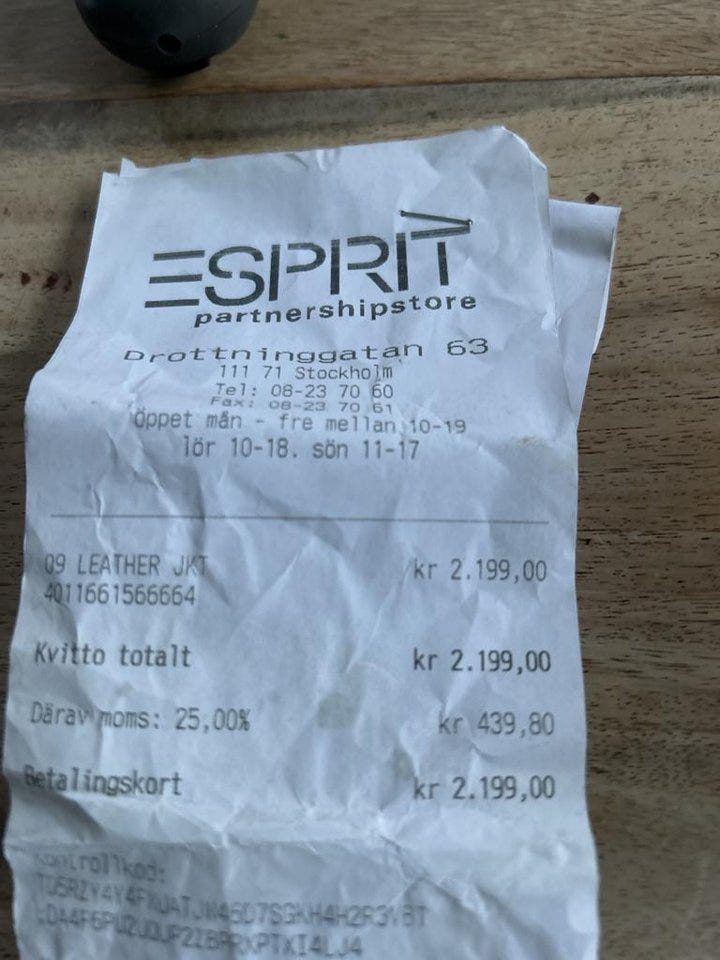 ESPRIT
partnershipstore
Drottninggatan 63
111 71 Stockholm
Tel: 08-23 70 60
Fax: 08-23 70 61
Öppet mån - fre mellan 10-19
lör 10-18. sön 11-17
09 LEATHER JKT kr 2.199,00
4011661566664
Kvitto totalt kr 2.199,00
Därav moms: 25,00% kr 439,80
Betalingskort kr 2.199,00
Kontrollkod: